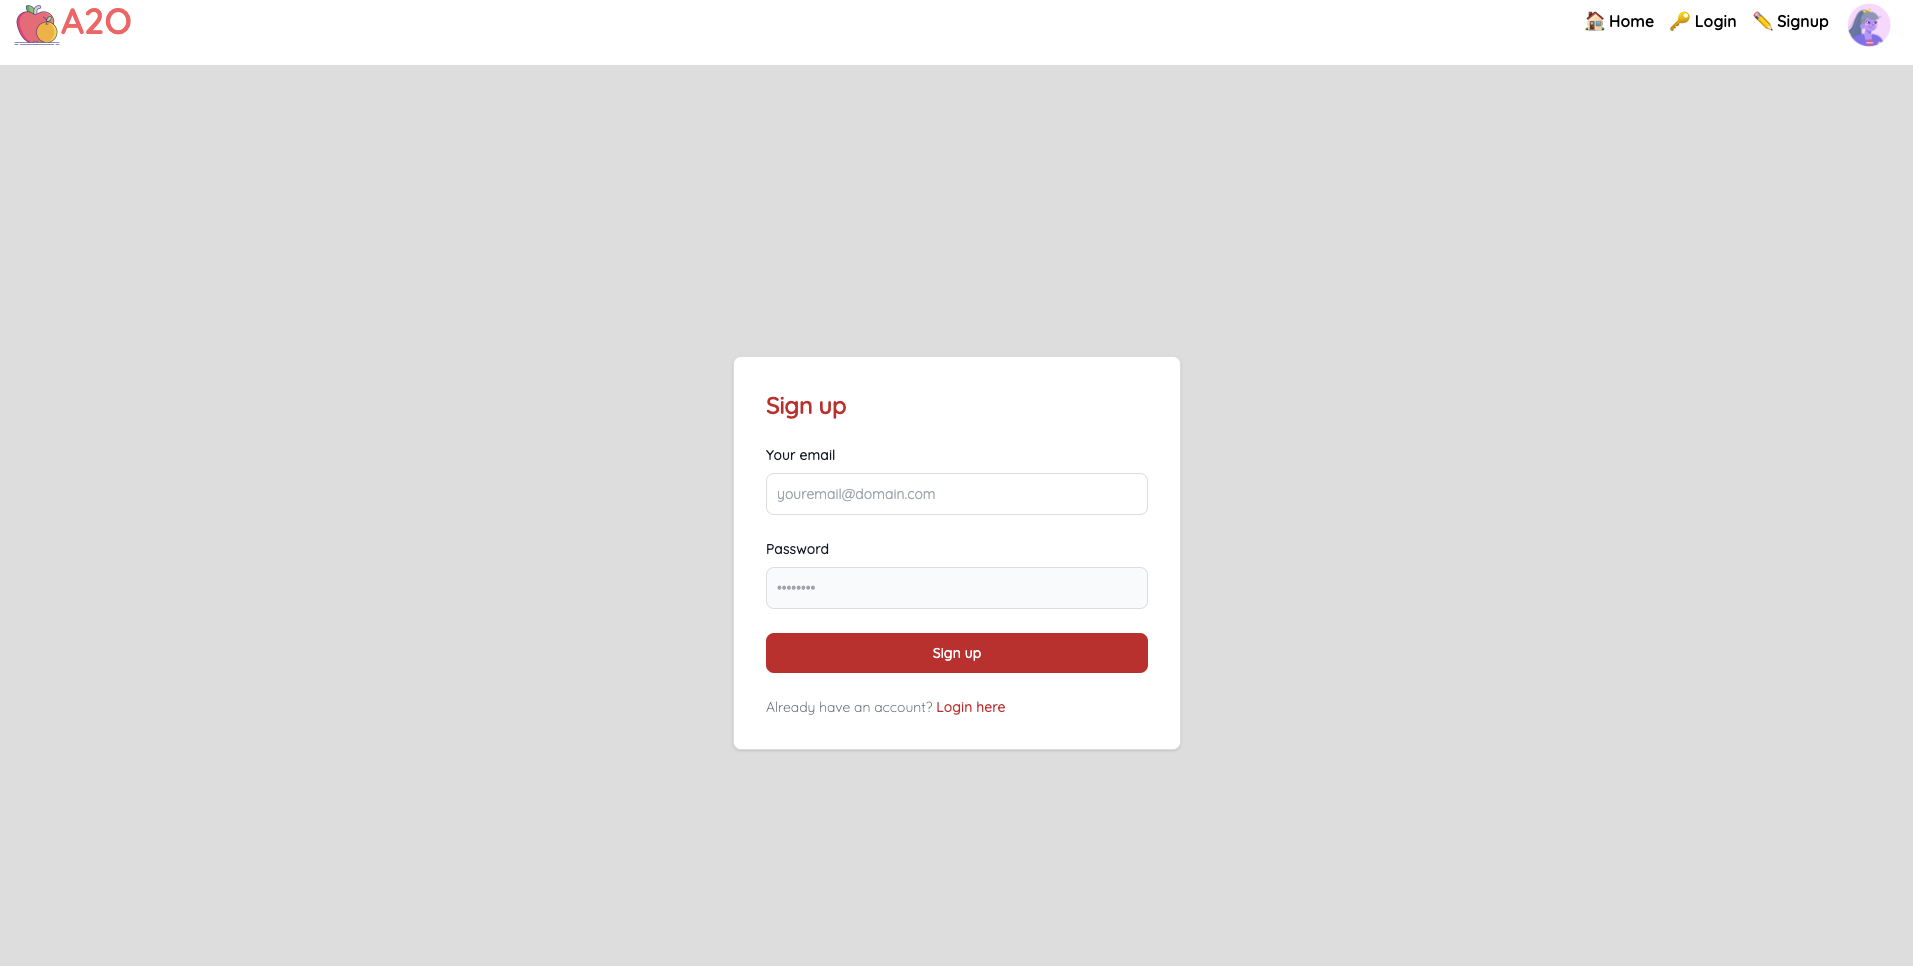 A2O
🏠 Home 🔑 Login ✏️ Signup
Sign up
Your email
youremail@domain.com
Password
••••••••
Sign up
Already have an account? Login here